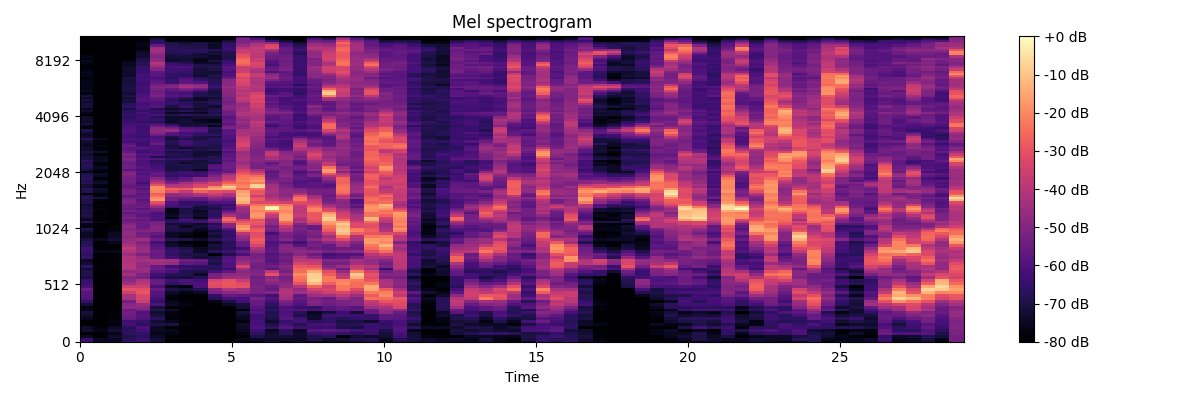 Mel spectrogram
8192
4096
2048
1024
512
0
Hz
0 5 10 15 20 25
Time
+0 dB
-10 dB
-20 dB
-30 dB
-40 dB
-50 dB
-60 dB
-70 dB
-80 dB